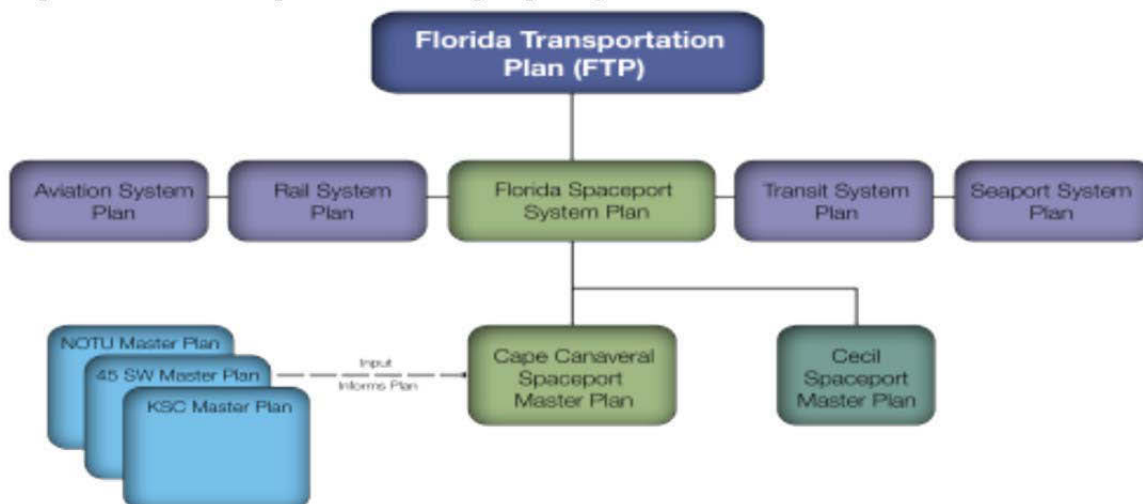 Florida Transportation
Plan (FTP)
Aviation System
Plan
Rail System
Plan
Florida Spaceport
System Plan
Transit System
Plan
Seaport System
Plan
NOTU Master Plan
45 SW Master Plan
KSC Master Plan
Input
Informs Plan
Cape Canaveral
Spaceport
Master Plan
Cecil
Spaceport
Master Plan